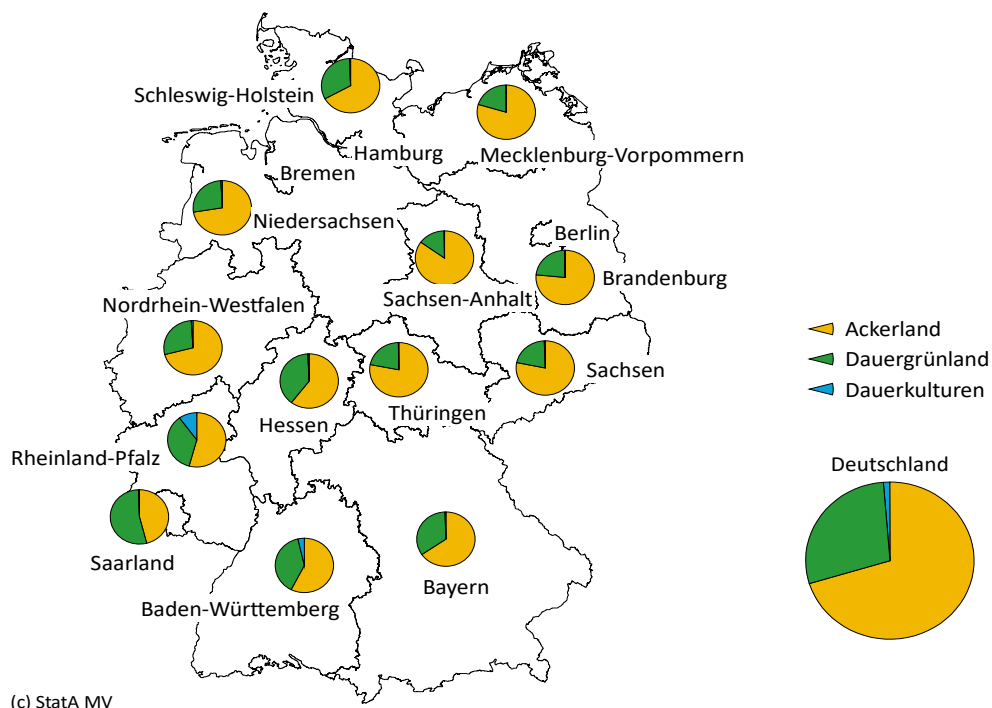 Schleswig-Holstein
Hamburg
Mecklenburg-Vorpommern
Bremen
Niedersachsen
Berlin
Brandenburg
Sachsen-Anhalt
Nordrhein-Westfalen
Ackerland
Dauergrünland
Dauerkulturen
Sachsen
Thüringen
Hessen
Rheinland-Pfalz
Deutschland
Saarland
Bayern
Baden-Württemberg
(c) StatA MV